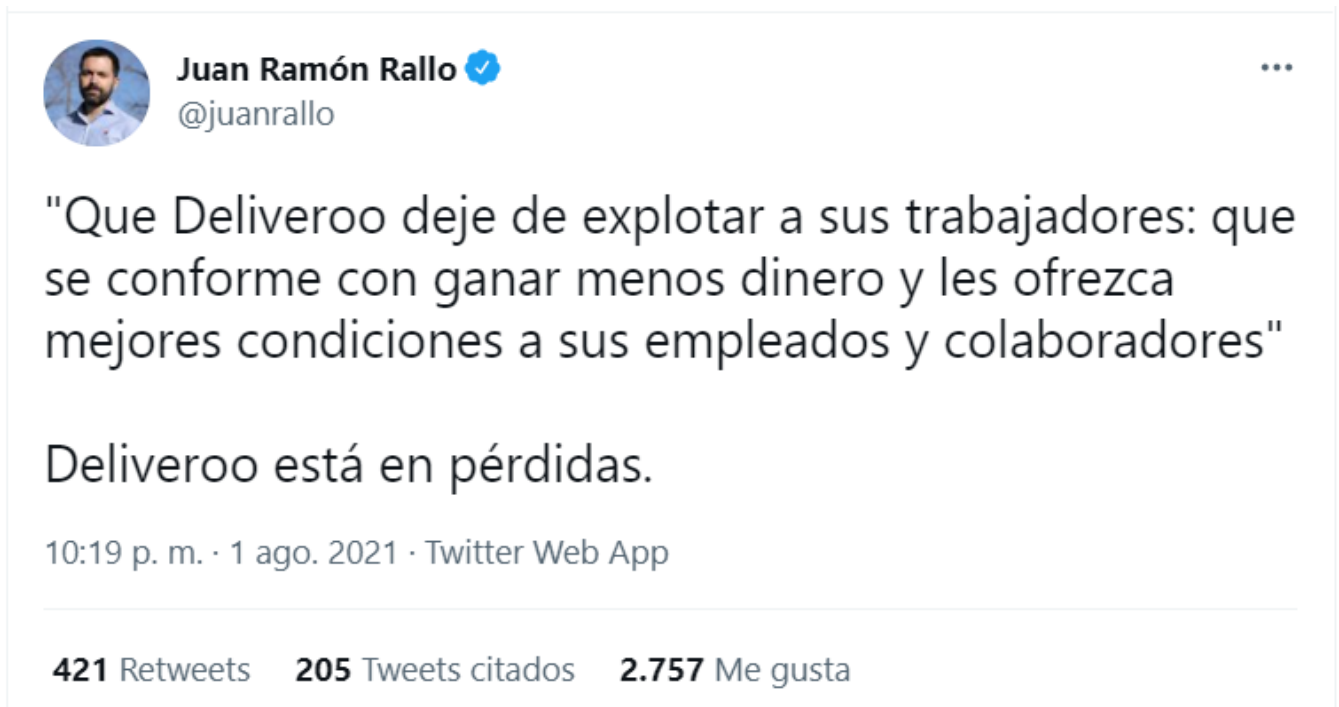 Juan Ramón Rallo
@juanrallo
"Que Deliveroo deje de explotar a sus trabajadores: que
se conforme con ganar menos dinero y les ofrezca
mejores condiciones a sus empleados y colaboradores"
Deliveroo está en pérdidas.
10:19 p. m. · 1 ago. 2021 · Twitter Web App
421 Retweets 205 Tweets citados 2.757 Me gusta